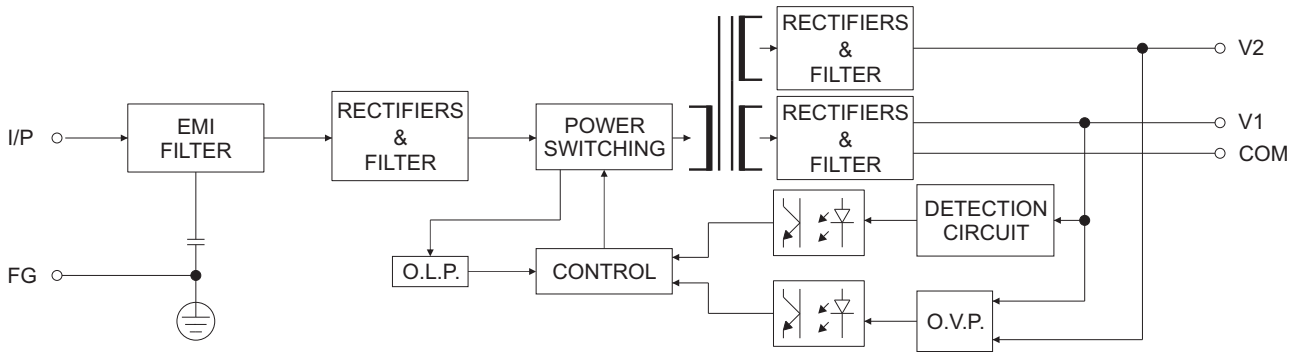 RECTIFIERS
&
FILTER
V2
I/P
EMI
FILTER
RECTIFIERS
&
FILTER
POWER
SWITCHING
RECTIFIERS
&
FILTER
V1
COM
DETECTION
CIRCUIT
FG
O.L.P.
CONTROL
O.V.P.